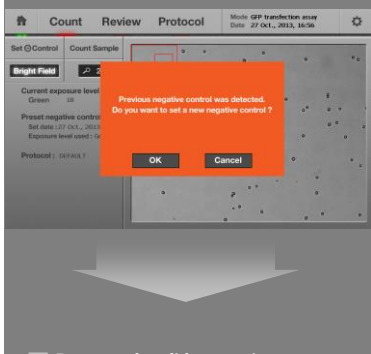 Count Review Protocol
Mode GFP transfection assay
Date 27 Oct., 2013, 16:56
Set Control Count Sample
Bright Field
Current exposure level
Green 10
Preset negative control
Set date : 27 Oct., 2013
Exposure level used :
Protocol : DEFAULT
Previous negative control was detected.
Do you want to set a new negative control ?
OK Cancel